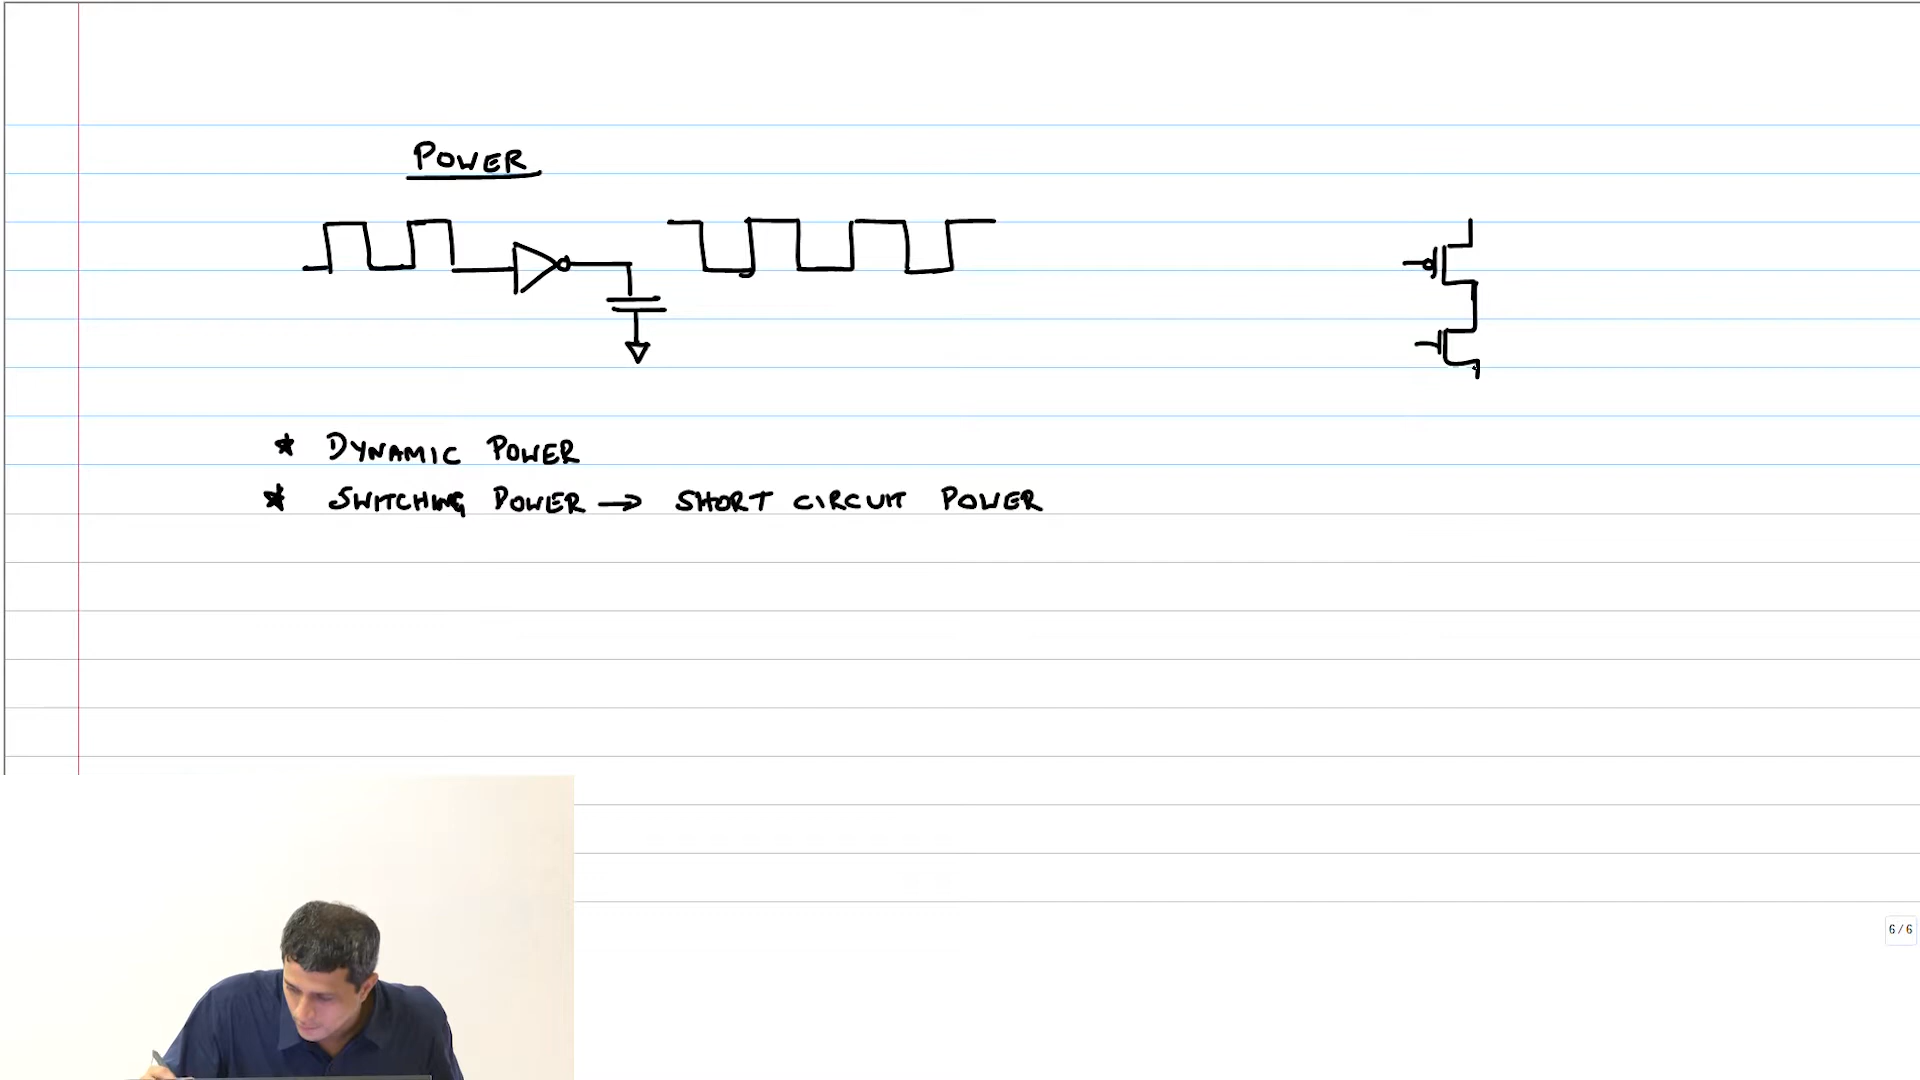 POWER
* DYNAMIC POWER
* SWITCHING POWER → SHORT CIRCUIT POWER
6 / 6